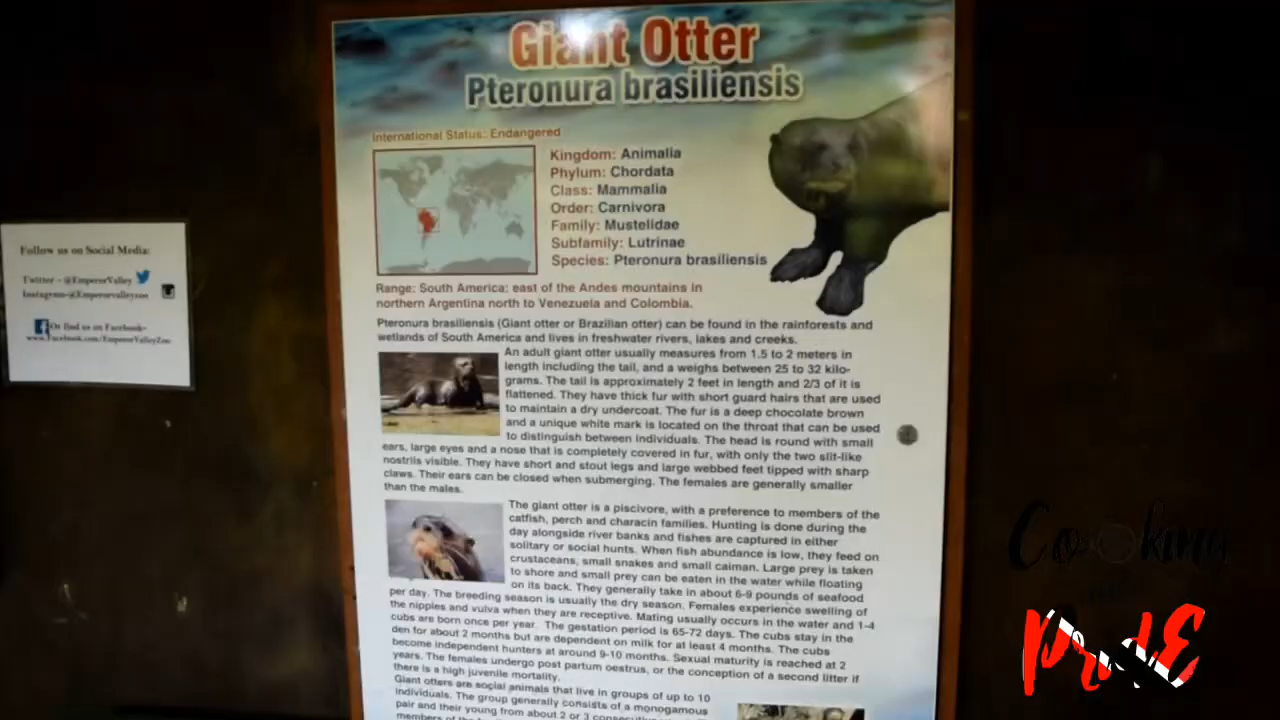 Giant Otter
Pteronura brasiliensis
International Status: Endangered
Kingdom: Animalia
Phylum: Chordata
Class: Mammalia
Order: Carnivora
Family: Mustelidae
Subfamily: Lutrinae
Species: Pteronura brasiliensis
Range: South America: east of the Andes mountains in
northern Argentina north to Venezuela and Colombia.
Pteronura brasiliensis (Giant otter or Brazilian otter) can be found in the rainforests and
wetlands of South America and lives in freshwater rivers, lakes and creeks.
An adult giant otter usually measures from 1.5 to 2 meters in
length including the tail, and a weighs between 25 to 32 kilo-
grams. The tail is approximately 2 feet in length and 2/3 of it is
flattened. They have thick fur with short guard hairs that are used
to maintain a dry undercoat. The fur is a deep chocolate brown
and a unique white mark is located on the throat that can be used
to distinguish between individuals. The head is round with small
ears, large eyes and a nose that is completely covered in fur, with only the two slit-like
nostrils visible. They have short and stout legs and large webbed feet tipped with sharp
claws. Their ears can be closed when submerging. The females are generally smaller
than the males.
The giant otter is a piscivore, with a preference to members of the
catfish, perch and characin families. Hunting is done during the
day alongside river banks and fishes are captured in either
solitary or social hunts. When fish abundance is low, they feed on
crustaceans, small snakes and small caiman. Large prey is taken
to shore and small prey can be eaten in the water while floating
on its back. They generally take in about 6-9 pounds of seafood
per day. The breeding season is usually the dry season. Females experience swelling of
the nipples and vulva when they are receptive. Mating usually occurs in the water and 1-4
cubs are born once per year. The gestation period is 65-72 days. The cubs stay in the
den for about 2 months but are dependent on milk for at least 4 months. The cubs
become independent hunters at around 9-10 months. Sexual maturity is reached at 2
years. The females undergo post partum oestrus, or the conception of a second litter if
there is a high juvenile mortality.
Giant otters are social animals that live in groups of up to 10
individuals. The group generally consists of a monogamous
pair and their young from about 2 or 3
members of the
Follow us on Social Media:
Twitter - @EmperorValley
Instagram-@Emperorvalleyzoo
Or find us on Facebook-
www.Facebook.com/EmperorValleyZoo
Cooking
PridE